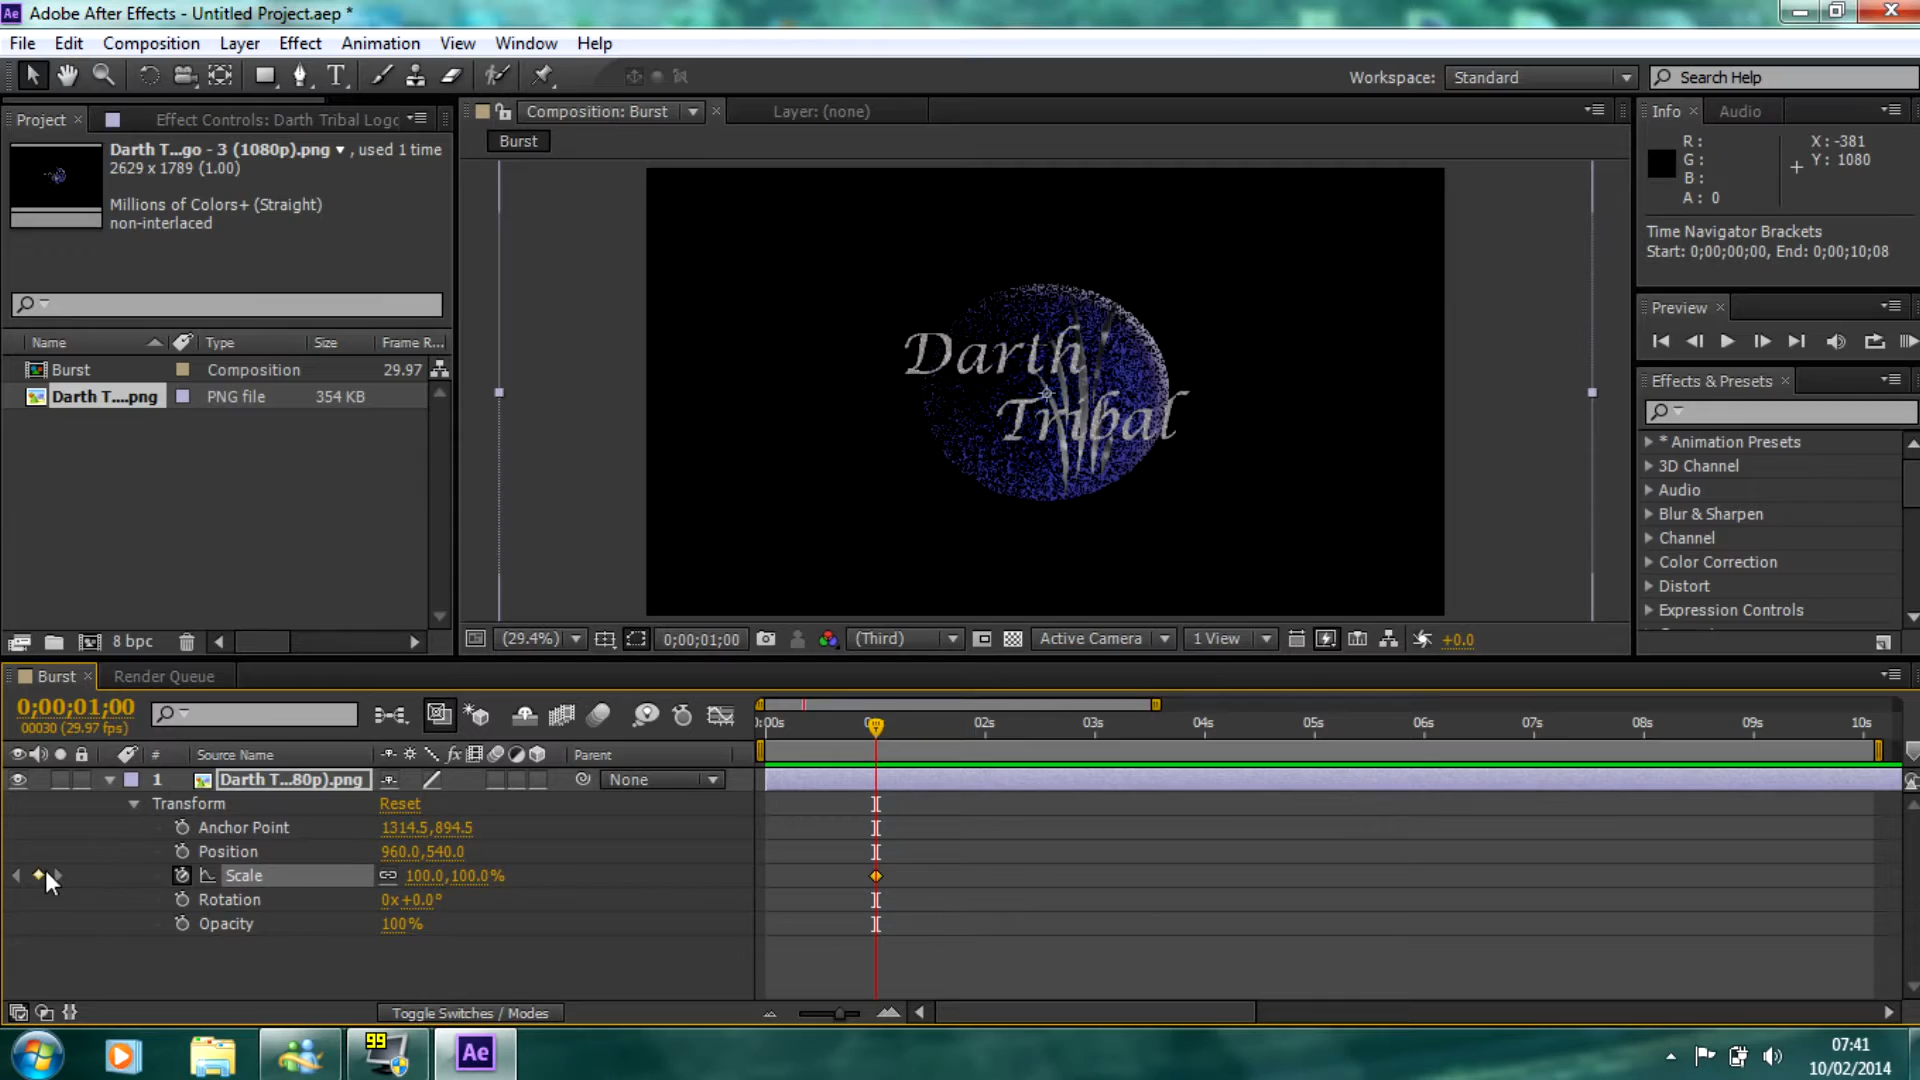 Ae Adobe After Effects - Untitled Project.aep *
File Edit Composition Layer Effect Animation View Window Help
Workspace: Standard Search Help
Project × Effect Controls: Darth Tribal Logo
Darth T...go - 3 (1080p).png ▼ , used 1 time
2629 x 1789 (1.00)
Millions of Colors+ (Straight)
non-interlaced
Name Type Size Frame R...
Burst Composition 29.97
Darth T....png PNG file 354 KB
8 bpc
Composition: Burst × Layer: (none)
Burst
Darth
Tribal
(29.4%) 0;00;01;00 (Third) Active Camera 1 View +0.0
Info × Audio
R: X: -381
G: Y: 1080
B:
A: 0
Time Navigator Brackets
Start: 0;00;00;00, End: 0;00;10;08
Preview ×
Effects & Presets ×
* Animation Presets
3D Channel
Audio
Blur & Sharpen
Channel
Color Correction
Distort
Expression Controls
Burst × Render Queue
0;00;01;00
00030 (29.97 fps)
:00s 02s 03s 04s 05s 06s 07s 08s 09s 10s
# Source Name fx Parent
1 Darth T...80p).png None
Transform Reset
Anchor Point 1314.5,894.5
Position 960.0,540.0
Scale 100.0,100.0%
Rotation 0x+0.0°
Opacity 100%
Toggle Switches / Modes
99
Ae
07:41
10/02/2014